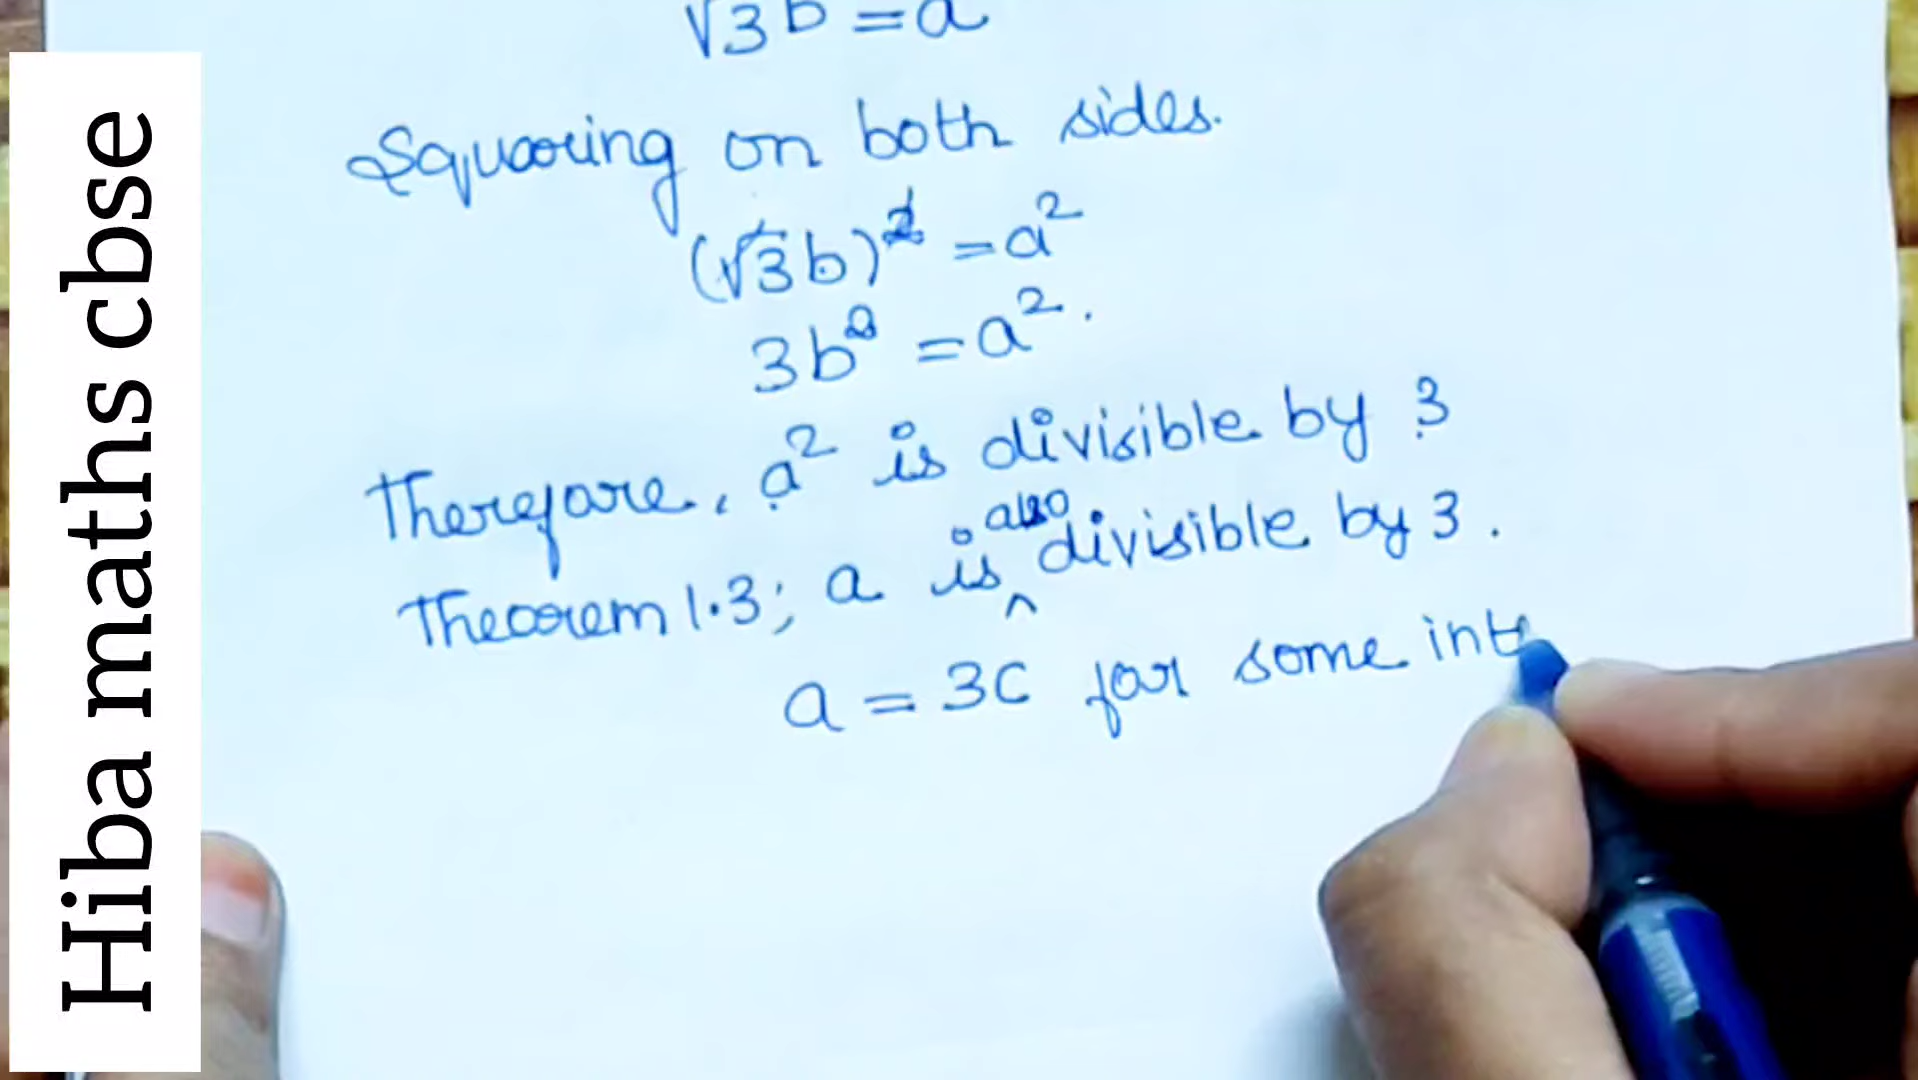 Hiba maths cbse
√3b = a
Squaring on both sides.
(√3b)² = a²
3b² = a².
Therefore, a² is divisible by 3
Theorem 1.3; a is also divisible by 3.
a = 3c for some inte